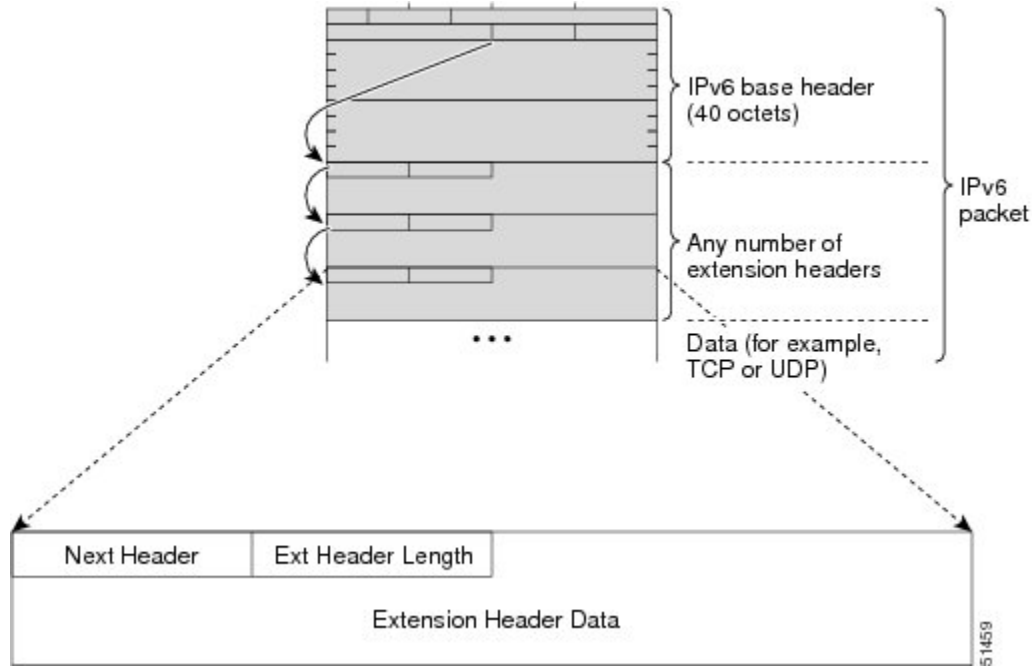 IPv6 base header
(40 octets)
IPv6
packet
Any number of
extension headers
Data (for example,
TCP or UDP)
Next Header
Ext Header Length
Extension Header Data
51459